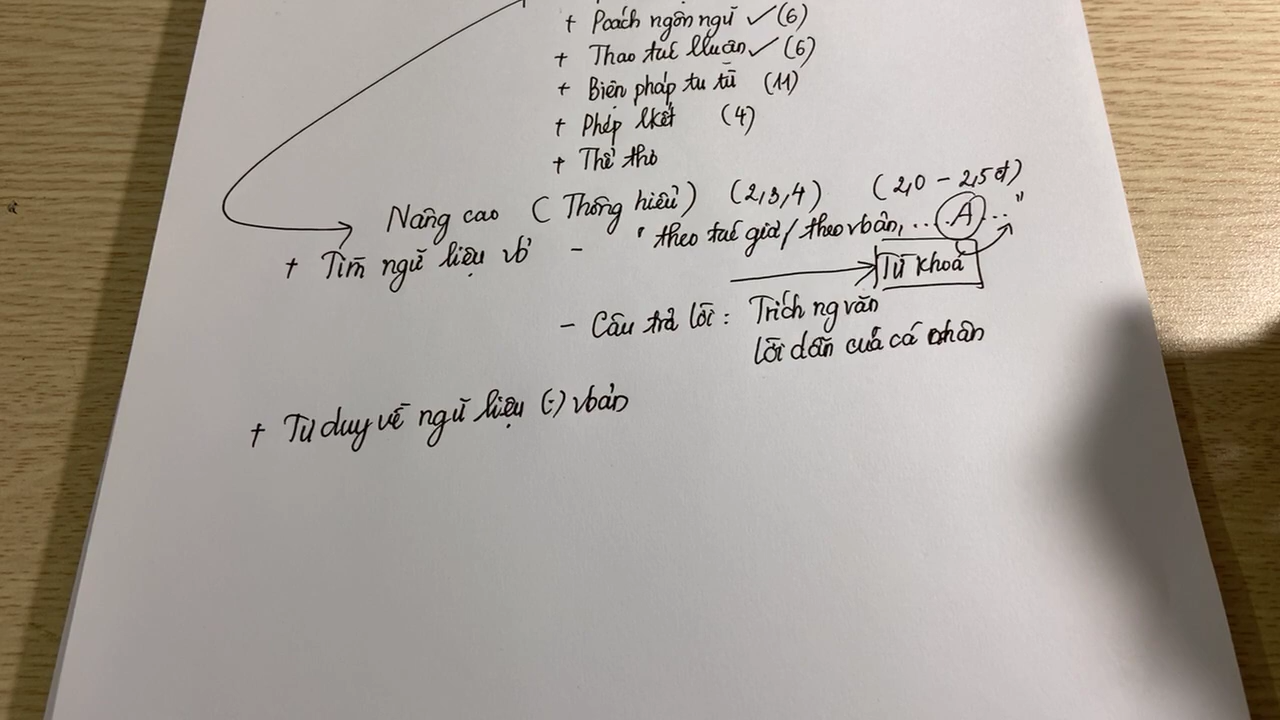 + Pcách ngôn ngữ ✓ (6)
+ Thao tác lluận ✓ (6)
+ Biện pháp tu từ (11)
+ Phép lkết (4)
+ Thể thơ
Nâng cao (Thông hiểu) (2,3,4) (2,0 - 2,5đ)
+ Tìm ngữ liệu vb - "theo tác giả/ theo vbản, ... A ..."
Từ khoá
- Câu trả lời: Trích ng văn
lời dẫn của cá nhân
+ Tư duy về ngữ liệu (-) vbản